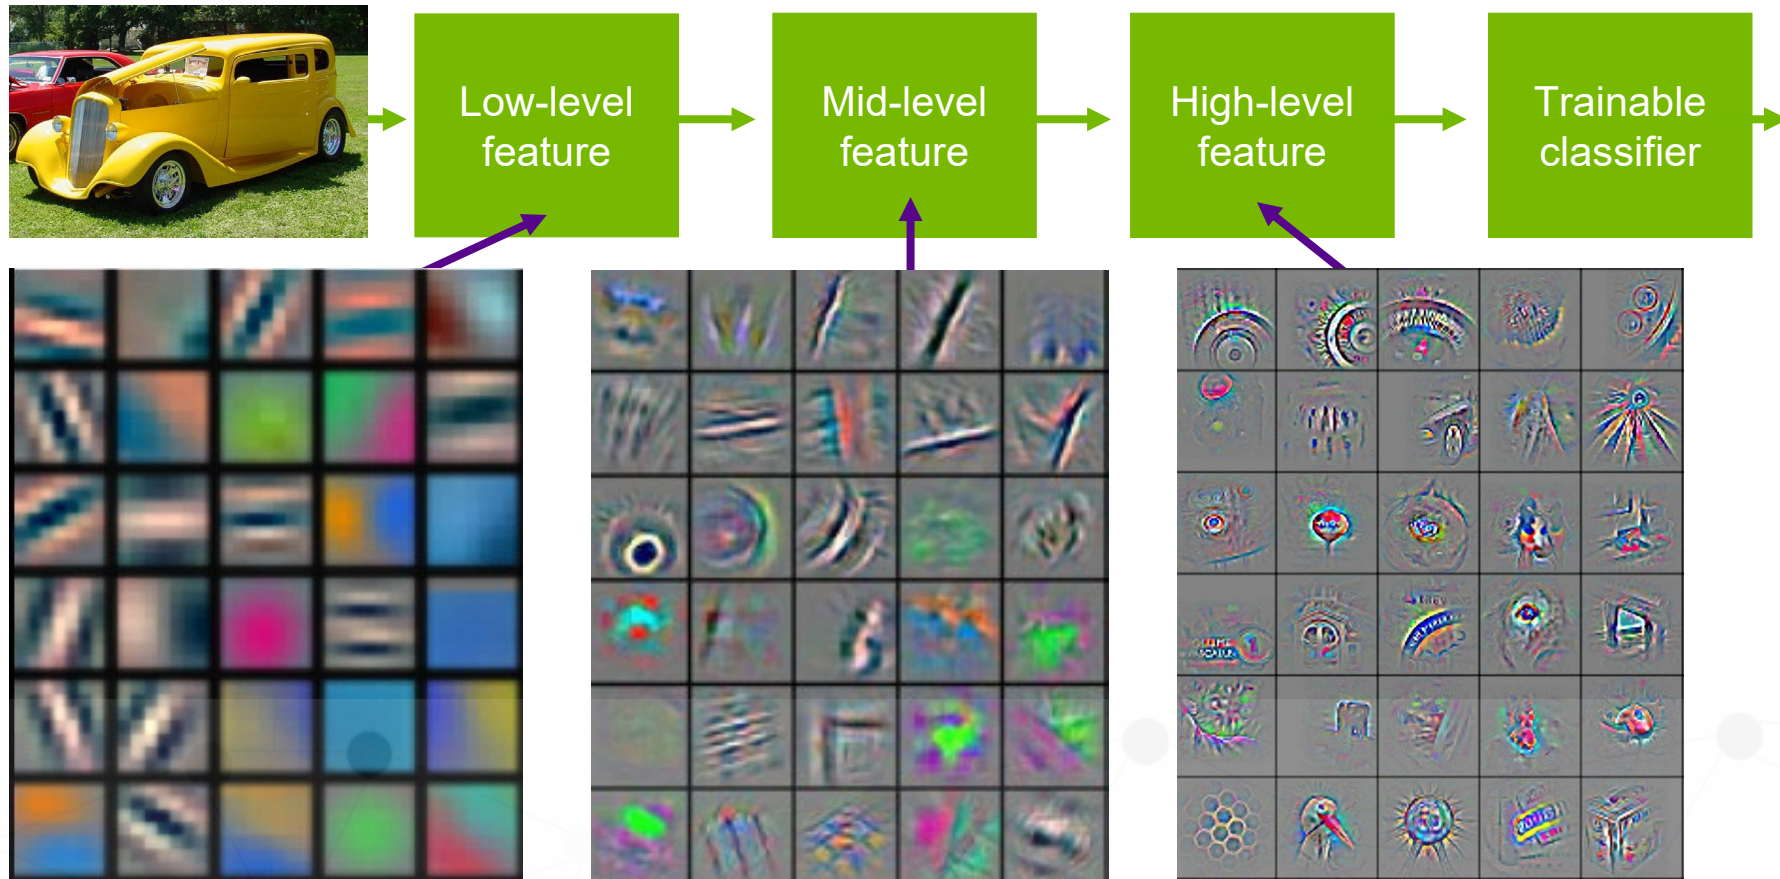 Low-level
feature
Mid-level
feature
High-level
feature
Trainable
classifier